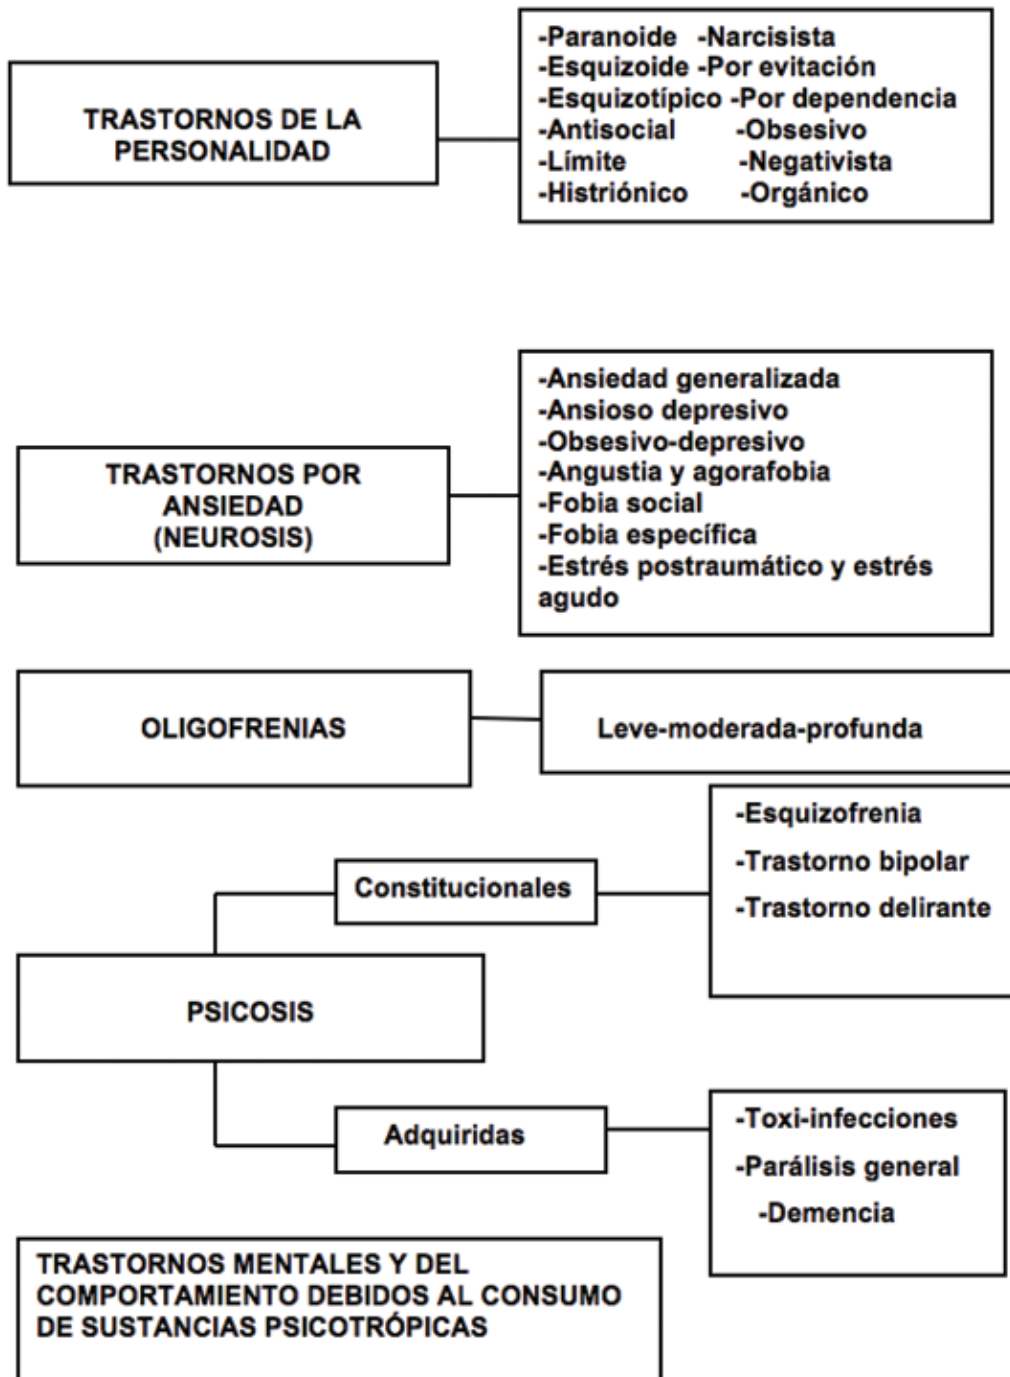 TRASTORNOS DE LA
PERSONALIDAD
-Paranoide -Narcisista
-Esquizoide -Por evitación
-Esquizotípico -Por dependencia
-Antisocial -Obsesivo
-Límite -Negativista
-Histriónico -Orgánico
TRASTORNOS POR
ANSIEDAD
(NEUROSIS)
-Ansiedad generalizada
-Ansioso depresivo
-Obsesivo-depresivo
-Angustia y agorafobia
-Fobia social
-Fobia específica
-Estrés postraumático y estrés
agudo
OLIGOFRENIAS
Leve-moderada-profunda
PSICOSIS
Constitucionales
-Esquizofrenia
-Trastorno bipolar
-Trastorno delirante
Adquiridas
-Toxi-infecciones
-Parálisis general
-Demencia
TRASTORNOS MENTALES Y DEL
COMPORTAMIENTO DEBIDOS AL CONSUMO
DE SUSTANCIAS PSICOTRÓPICAS